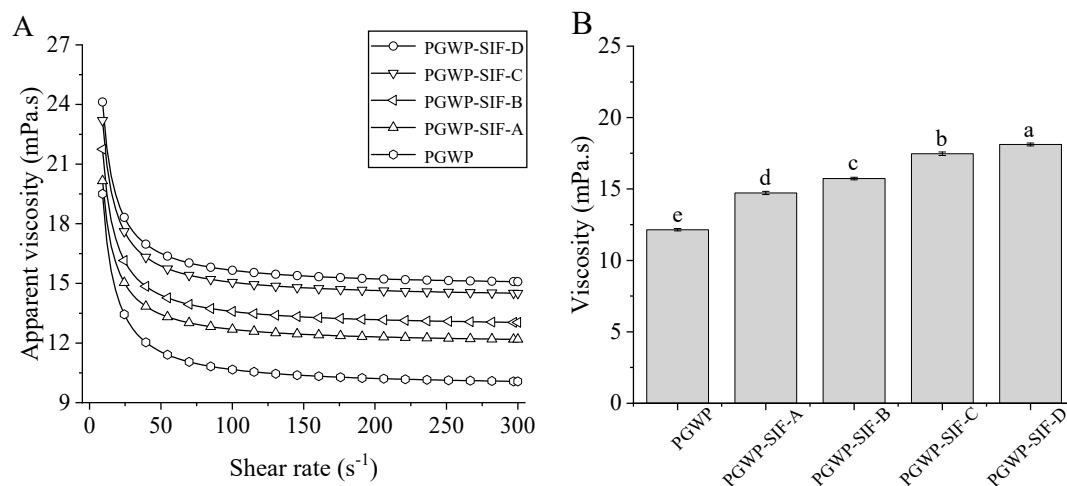 A
27
24
21
18
15
12
9
Apparent viscosity (mPa.s)
PGWP-SIF-D
PGWP-SIF-C
PGWP-SIF-B
PGWP-SIF-A
PGWP
0 50 100 150 200 250 300
Shear rate (s⁻¹)
B
25
20
15
10
5
0
Viscosity (mPa.s)
e
d
c
b
a
PGWP
PGWP-SIF-A
PGWP-SIF-B
PGWP-SIF-C
PGWP-SIF-D